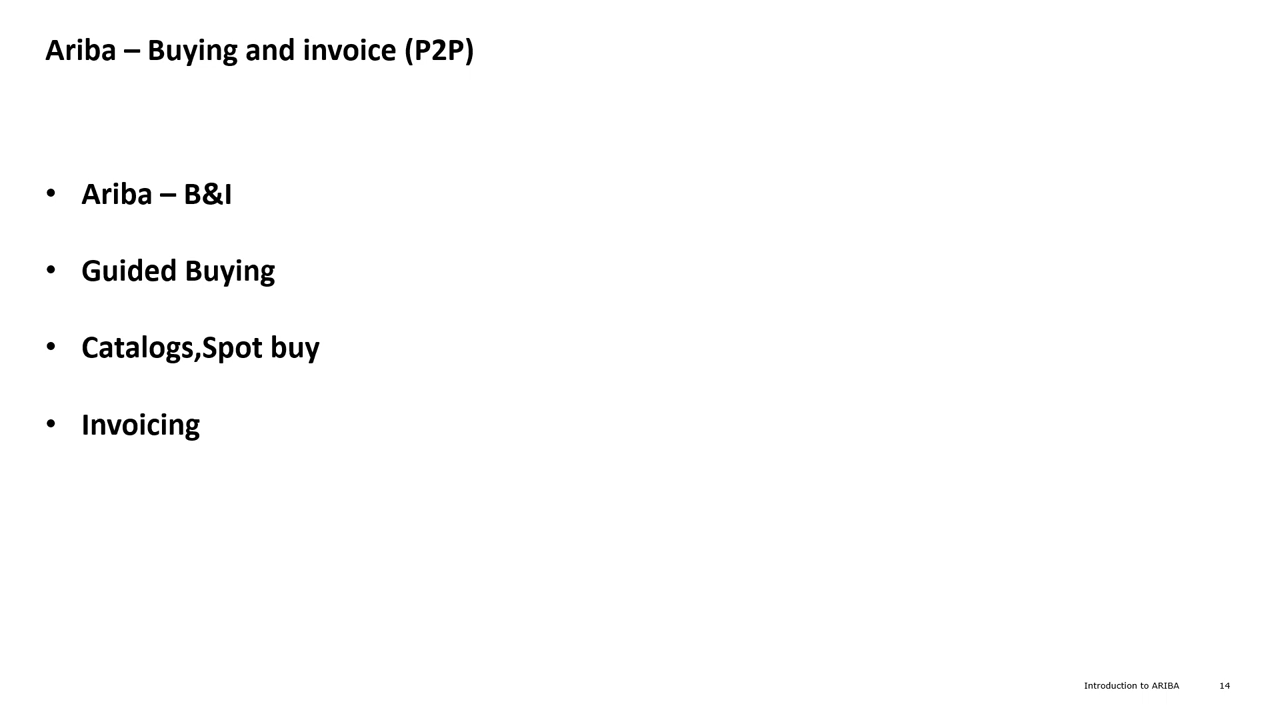 Ariba – Buying and invoice (P2P)
• Ariba – B&I
• Guided Buying
• Catalogs,Spot buy
• Invoicing
Introduction to ARIBA 14